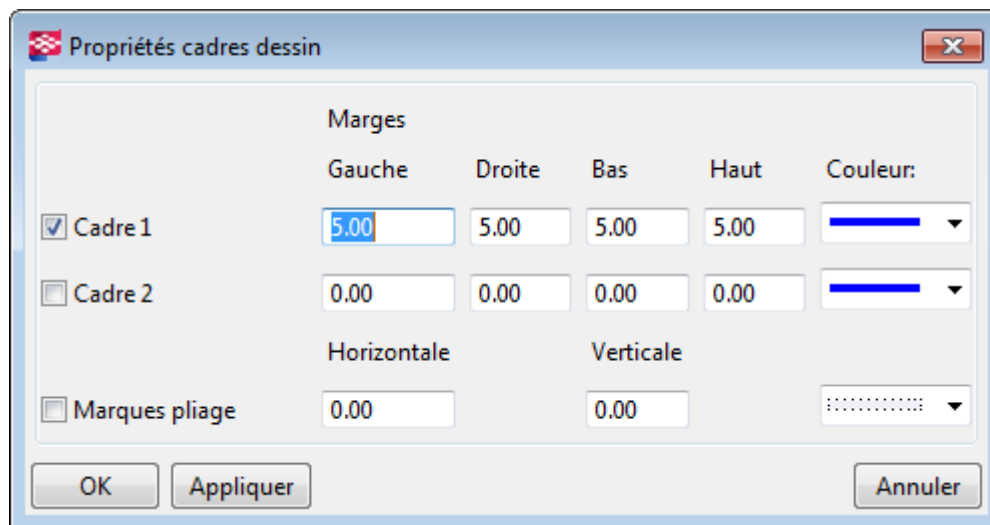 Propriétés cadres dessin
Marges
Gauche Droite Bas Haut Couleur:
Cadre 1 5.00 5.00 5.00 5.00
Cadre 2 0.00 0.00 0.00 0.00
Horizontale Verticale
Marques pliage 0.00 0.00
OK Appliquer Annuler